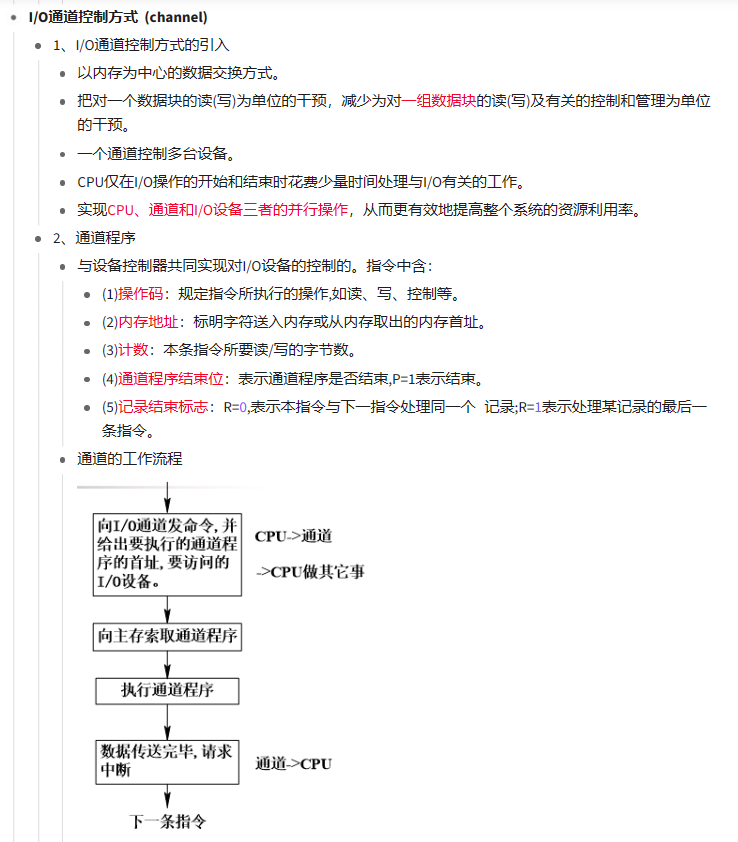 I/O通道控制方式 (channel)
1、I/O通道控制方式的引入
以内存为中心的数据交换方式。
把对一个数据块的读(写)为单位的干预，减少为对一组数据块的读(写)及有关的控制和管理为单位
的干预。
一个通道控制多台设备。
CPU仅在I/O操作的开始和结束时花费少量时间处理与I/O有关的工作。
实现CPU、通道和I/O设备三者的并行操作，从而更有效地提高整个系统的资源利用率。
2、通道程序
与设备控制器共同实现对I/O设备的控制的。指令中含：
(1)操作码：规定指令所执行的操作,如读、写、控制等。
(2)内存地址：标明字符送入内存或从内存取出的内存首址。
(3)计数：本条指令所要读/写的字节数。
(4)通道程序结束位：表示通道程序是否结束,P=1表示结束。
(5)记录结束标志：R=0,表示本指令与下一指令处理同一个 记录;R=1表示处理某记录的最后一
条指令。
通道的工作流程
向I/O通道发命令,并
给出要执行的通道程
序的首址,要访问的
I/O设备。
CPU->通道
->CPU做其它事
向主存索取通道程序
执行通道程序
数据传送完毕,请求
中断
通道->CPU
下一条指令